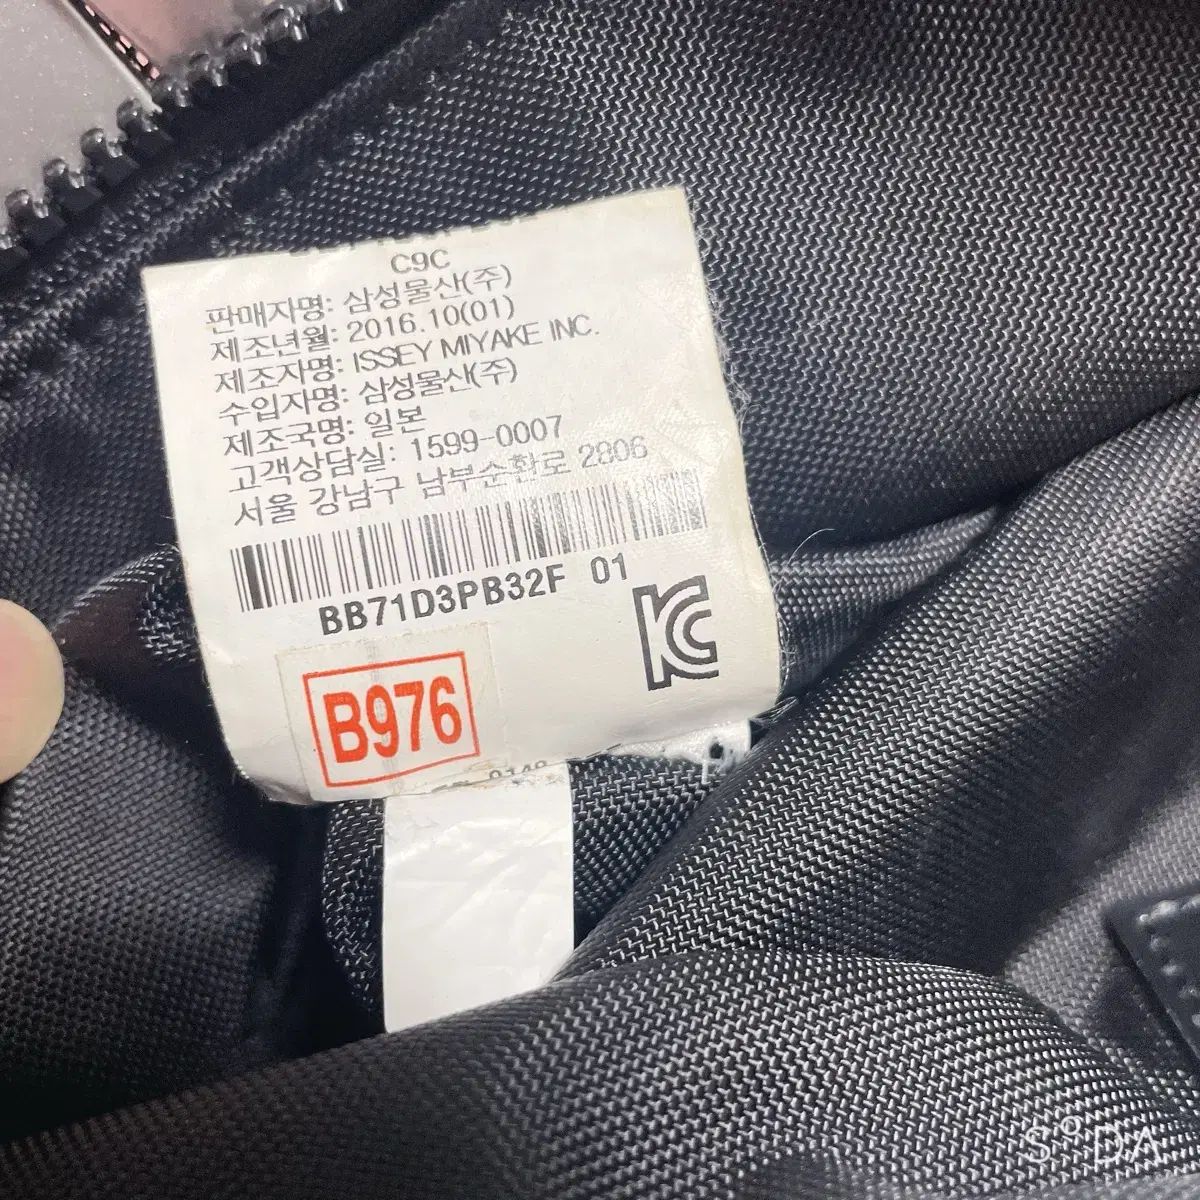 C9C
판매자명: 삼성물산(주)
제조년월: 2016.10(01)
제조자명: ISSEY MIYAKE INC.
수입자명: 삼성물산(주)
제조국명: 일본
고객상담실: 1599-0007
서울 강남구 남부순환로 2806
BB71D3PB32F 01
KC
B976
SODA